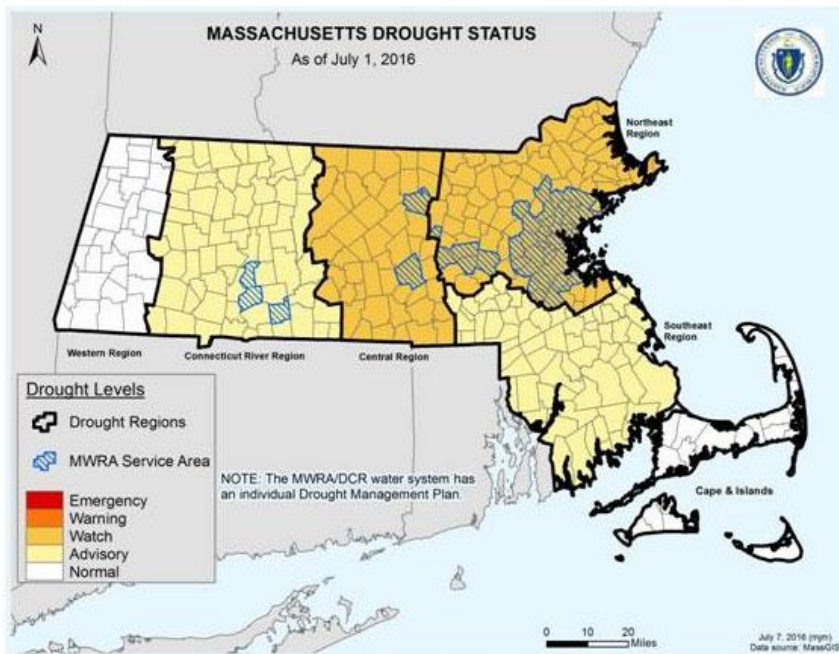 N
MASSACHUSETTS DROUGHT STATUS
As of July 1, 2016
Northeast
Region
Western Region
Connecticut River Region
Central Region
Southeast
Region
Cape & Islands
Drought Levels
Drought Regions
MWRA Service Area
Emergency
Warning
Watch
Advisory
Normal
NOTE: The MWRA/DCR water system has
an individual Drought Management Plan.
0 10 20
Miles
July 7, 2016 (mjm)
Data source: MassGIS